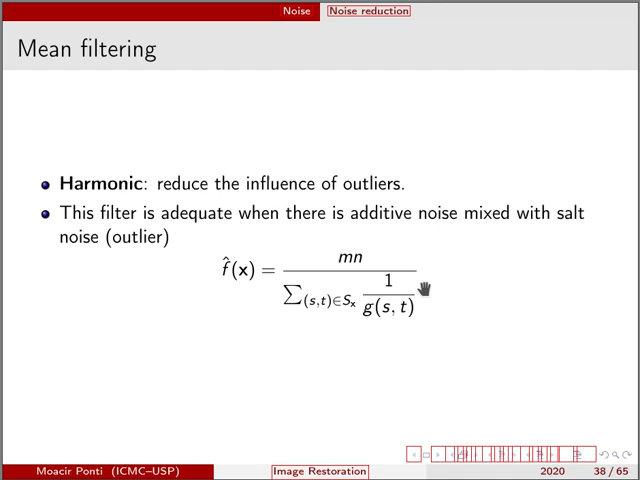 Noise Noise reduction
Mean filtering
Harmonic: reduce the influence of outliers.
This filter is adequate when there is additive noise mixed with salt
noise (outlier)
f̂(x) = mn / ∑(s,t)∈Sx 1/g(s, t)
Moacir Ponti (ICMC–USP) Image Restoration 2020 38 / 65